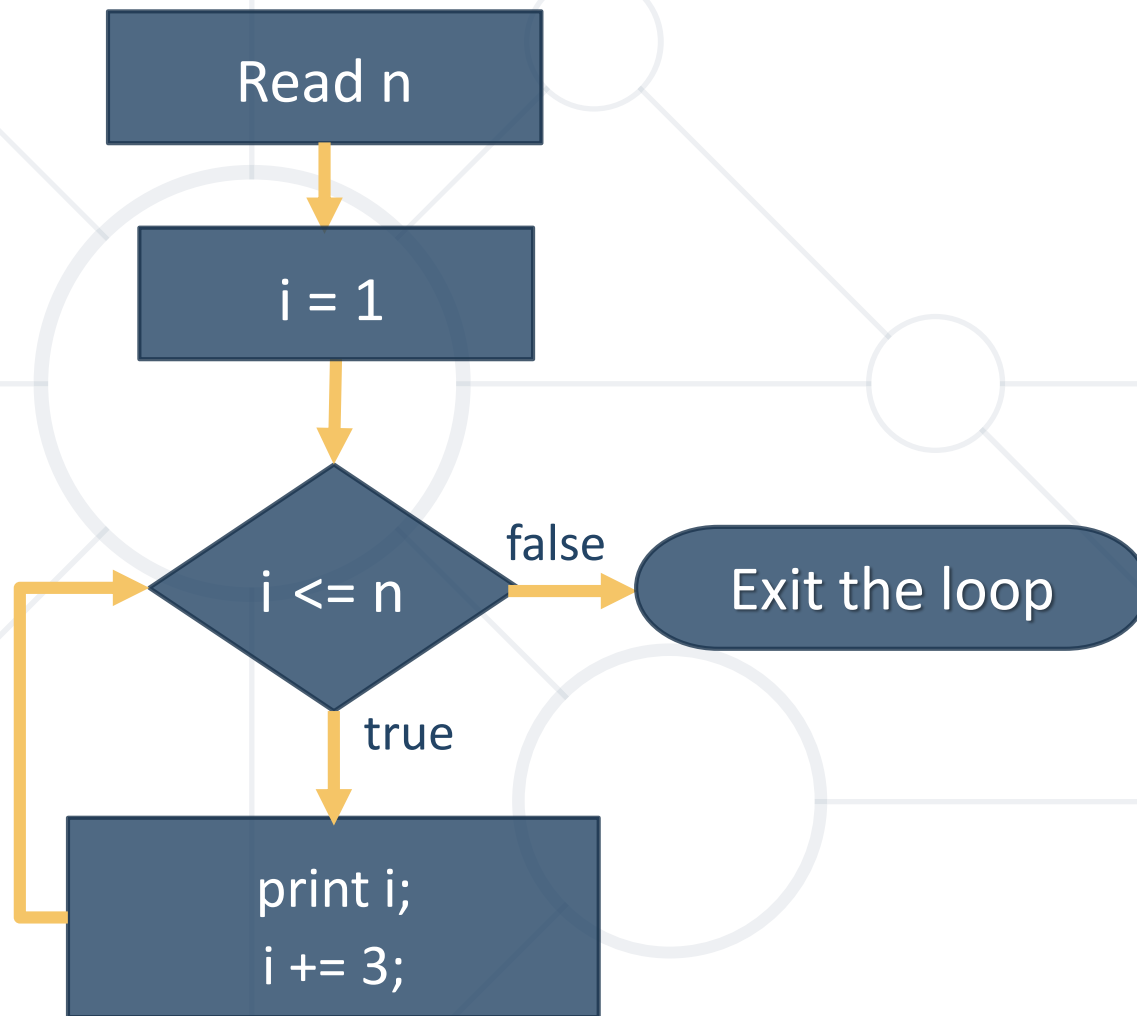 Read n
i = 1
i <= n
false
Exit the loop
true
print i;
i += 3;